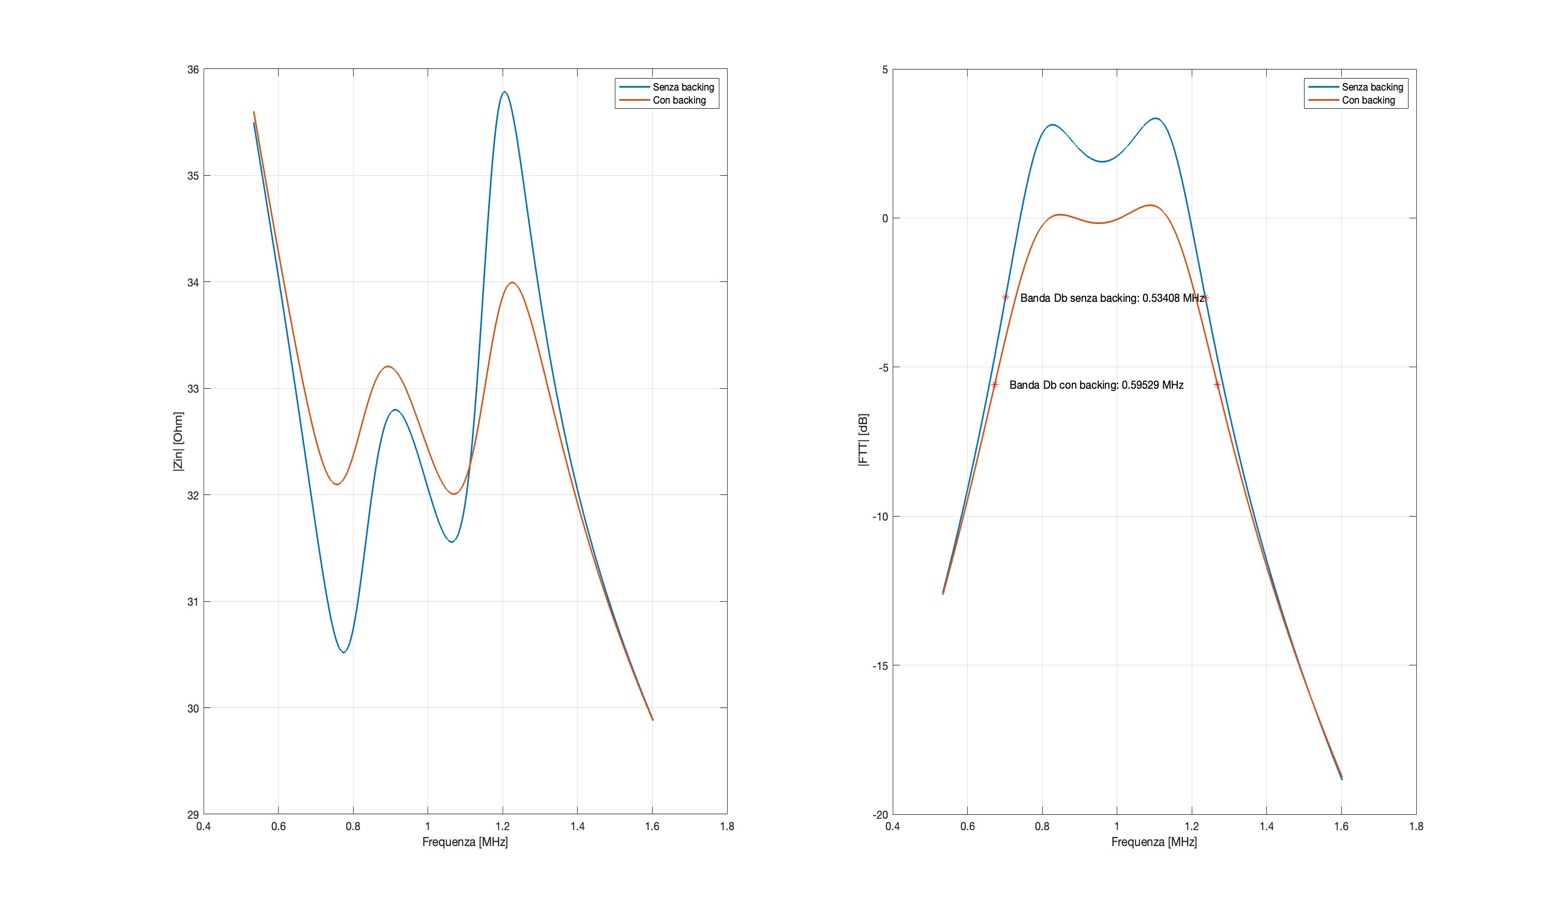 36
35
34
33
32
31
30
29
0.4 0.6 0.8 1 1.2 1.4 1.6 1.8
Frequenza [MHz]
|Zin| [Ohm]
Senza backing
Con backing
5
0
-5
-10
-15
-20
0.4 0.6 0.8 1 1.2 1.4 1.6 1.8
Frequenza [MHz]
|FTT| [dB]
Senza backing
Con backing
Banda Db senza backing: 0.53408 MHz
Banda Db con backing: 0.59529 MHz